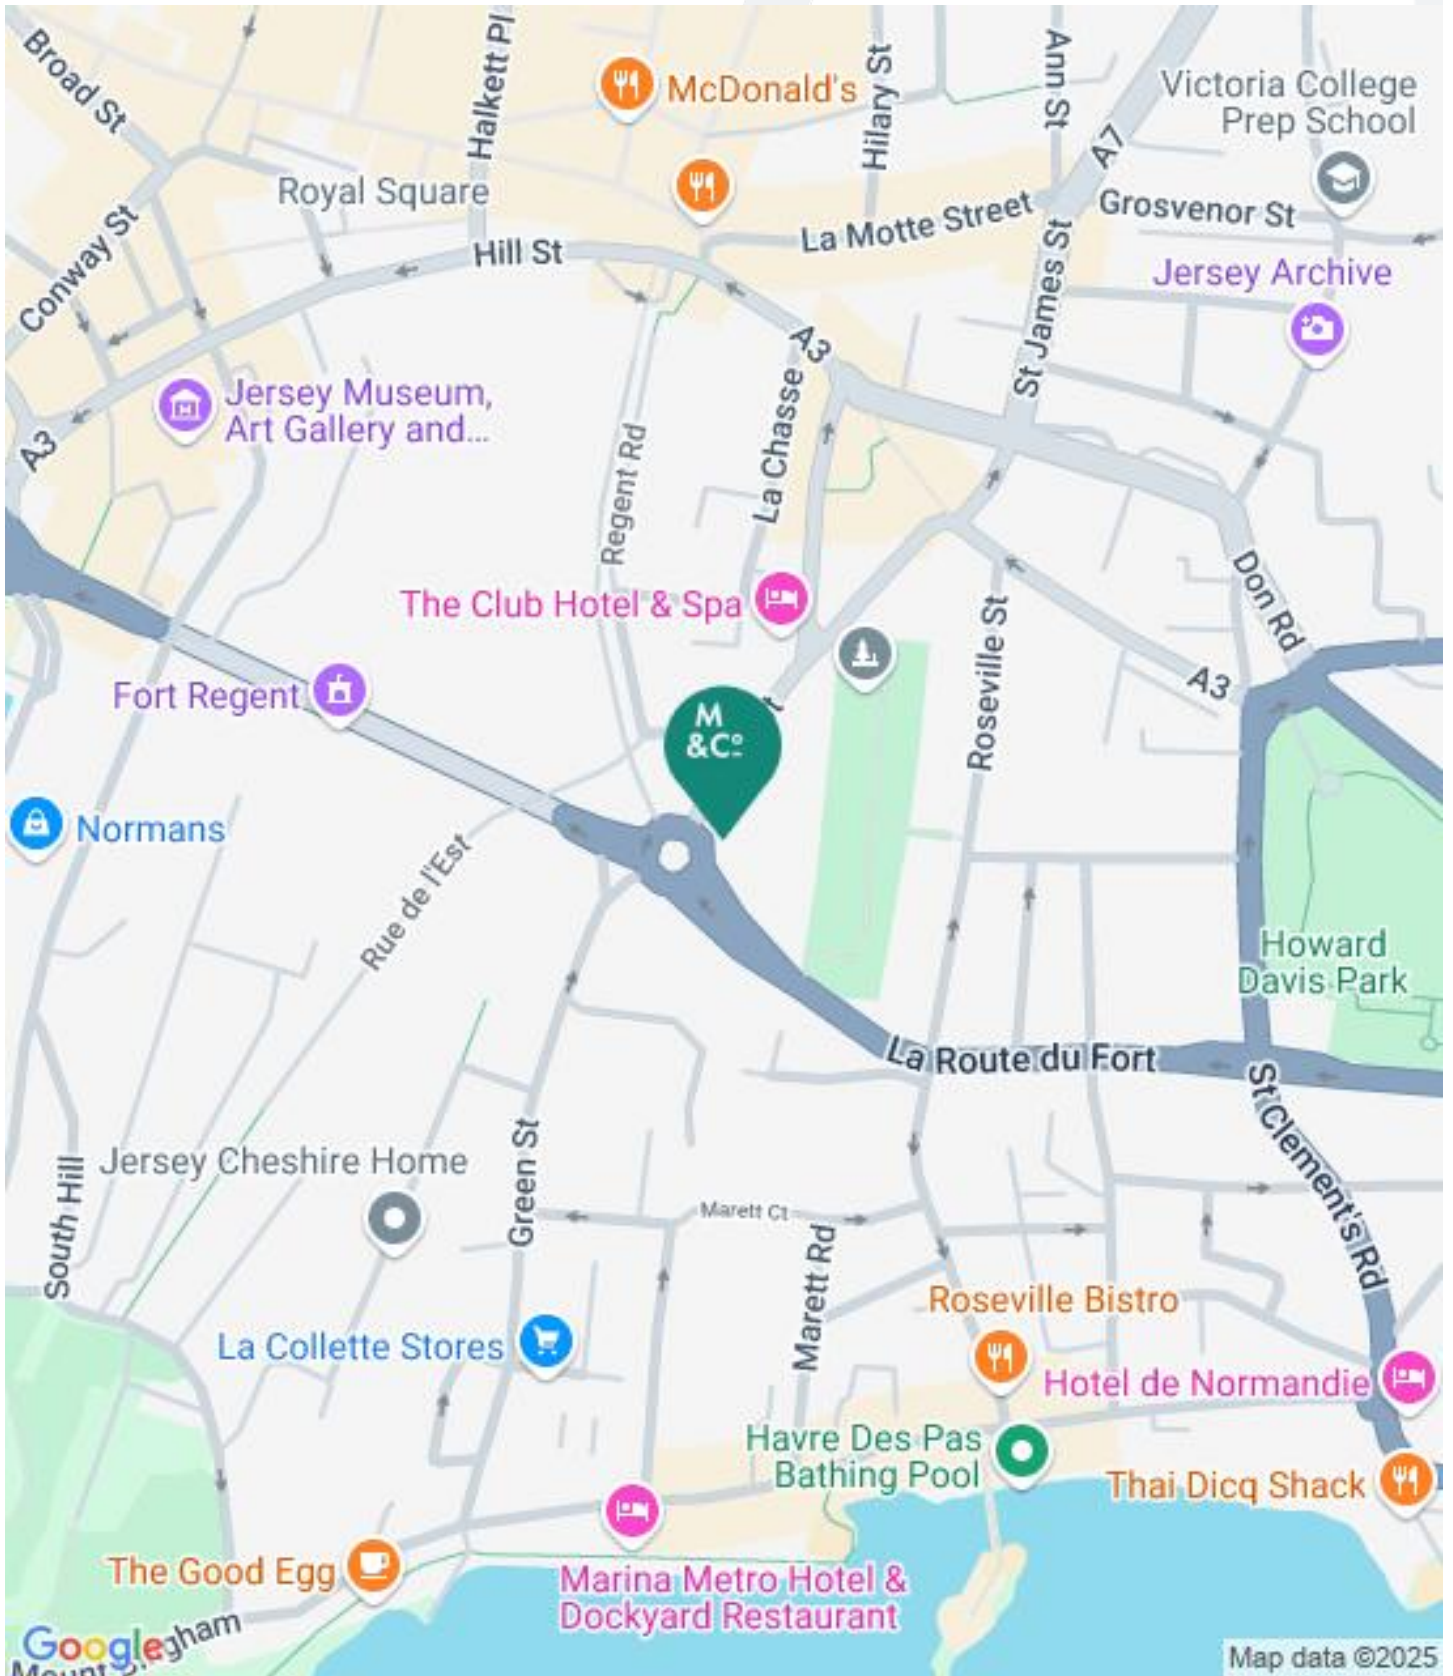 Broad St
Halkett Pl
McDonald's
Hilary St
Ann St
A7
Victoria College
Prep School
Royal Square
Grosvenor St
La Motte Street
Conway St
Hill St
Jersey Archive
St James St
A3
La Chasse
Jersey Museum,
Art Gallery and...
A3
Regent Rd
Don Rd
The Club Hotel & Spa
Roseville St
A3
Fort Regent
M
&Co
Normans
Rue de l'Est
Howard
Davis Park
La Route du Fort
St Clement's Rd
Jersey Cheshire Home
Green St
South Hill
Marett Ct
Marett Rd
Roseville Bistro
La Collette Stores
Hotel de Normandie
Havre Des Pas
Bathing Pool
Thai Dicq Shack
The Good Egg
Marina Metro Hotel &
Dockyard Restaurant
Google
Map data ©2025